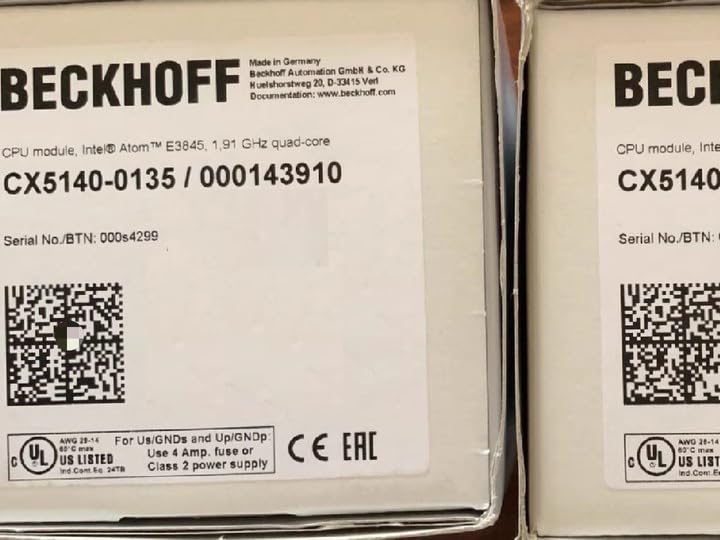 BECKHOFF
Made in Germany
Beckhoff Automation GmbH & Co. KG
Huelshorstweg 20, D-33415 Verl
Documentation: www.beckhoff.com
CPU module, Intel® Atom™ E3845, 1,91 GHz quad-core
CX5140-0135 / 000143910
Serial No./BTN: 000s4299
C UL
AWG 28-14
60°C max
US LISTED
Ind.Cont.Eq. 24TB
For Us/GNDs and Up/GNDp:
Use 4 Amp. fuse or
Class 2 power supply
CE EAC
BEC
CPU module, Inte
CX5140
Serial No./BTN:
C UL
AWG 28-14
60°C max
US LIST
Ind.Cont.Eq